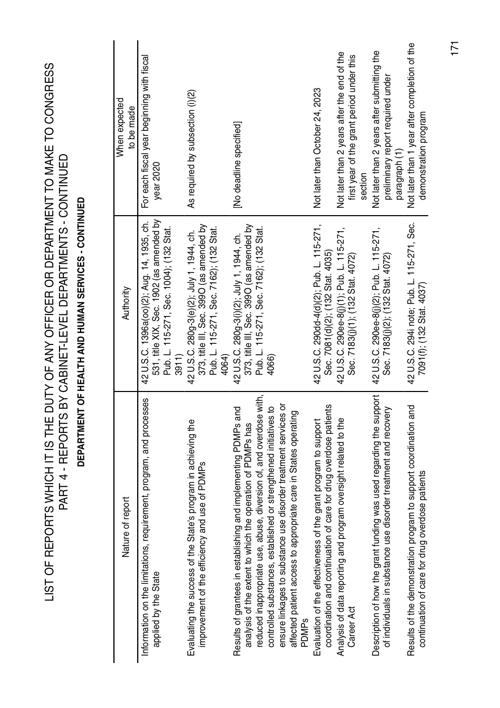 LIST OF REPORTS WHICH IT IS THE DUTY OF ANY OFFICER OR DEPARTMENT TO MAKE TO CONGRESS
PART 4 - REPORTS BY CABINET-LEVEL DEPARTMENTS - CONTINUED
DEPARTMENT OF HEALTH AND HUMAN SERVICES - CONTINUED
Nature of report
Authority
When expected
to be made
Information on the limitations, requirement, program, and processes
applied by the State
42 U.S.C. 1396a(oo)(2); Aug. 14, 1935, ch.
531, title XIX, Sec. 1902 (as amended by
Pub. L. 115-271, Sec. 1004); (132 Stat.
3911)
For each fiscal year beginning with fiscal
year 2020
Evaluating the success of the State's program in achieving the
improvement of the efficiency and use of PDMPs
42 U.S.C. 280g-3(e)(2); July 1, 1944, ch.
373, title III, Sec. 399O (as amended by
Pub. L. 115-271, Sec. 7162); (132 Stat.
4064)
As required by subsection (i)(2)
Results of grantees in establishing and implementing PDMPs and
analysis of the extent to which the operation of PDMPs has
reduced inappropriate use, abuse, diversion of, and overdose with,
controlled substances, established or strengthened initiatives to
ensure linkages to substance use disorder treatment services or
affected patient access to appropriate care in States operating
PDMPs
42 U.S.C. 280g-3(i)(2); July 1, 1944, ch.
373, title III, Sec. 399O (as amended by
Pub. L. 115-271, Sec. 7162); (132 Stat.
4066)
[No deadline specified]
Evaluation of the effectiveness of the grant program to support
coordination and continuation of care for drug overdose patients
42 U.S.C. 290dd-4(d)(2); Pub. L. 115-271,
Sec. 7081(d)(2); (132 Stat. 4035)
Not later than October 24, 2023
Analysis of data reporting and program oversight related to the
Career Act
42 U.S.C. 290ee-8(j)(1); Pub. L. 115-271,
Sec. 7183(j)(1); (132 Stat. 4072)
Not later than 2 years after the end of the
first year of the grant period under this
section
Description of how the grant funding was used regarding the support
of individuals in substance use disorder treatment and recovery
42 U.S.C. 290ee-8(j)(2); Pub. L. 115-271,
Sec. 7183(j)(2); (132 Stat. 4072)
Not later than 2 years after submitting the
preliminary report required under
paragraph (1)
Results of the demonstration program to support coordination and
continuation of care for drug overdose patients
42 U.S.C. 294i note; Pub. L. 115-271, Sec.
7091(f); (132 Stat. 4037)
Not later than 1 year after completion of the
demonstration program
171